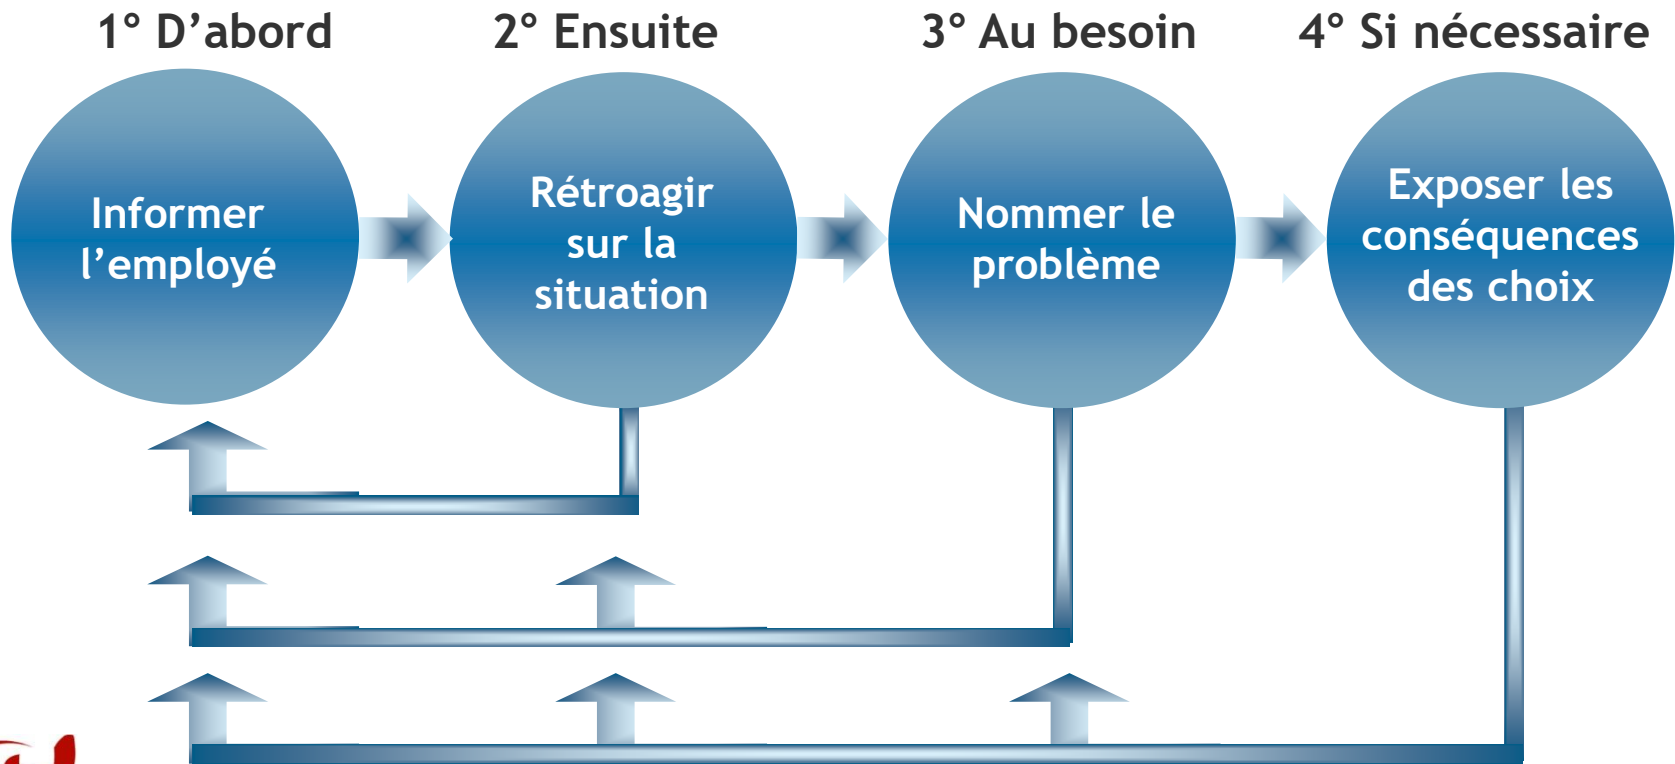 1° D’abord
2° Ensuite
3° Au besoin
4° Si nécessaire
Informer
l’employé
Rétroagir
sur la
situation
Nommer le
problème
Exposer les
conséquences
des choix